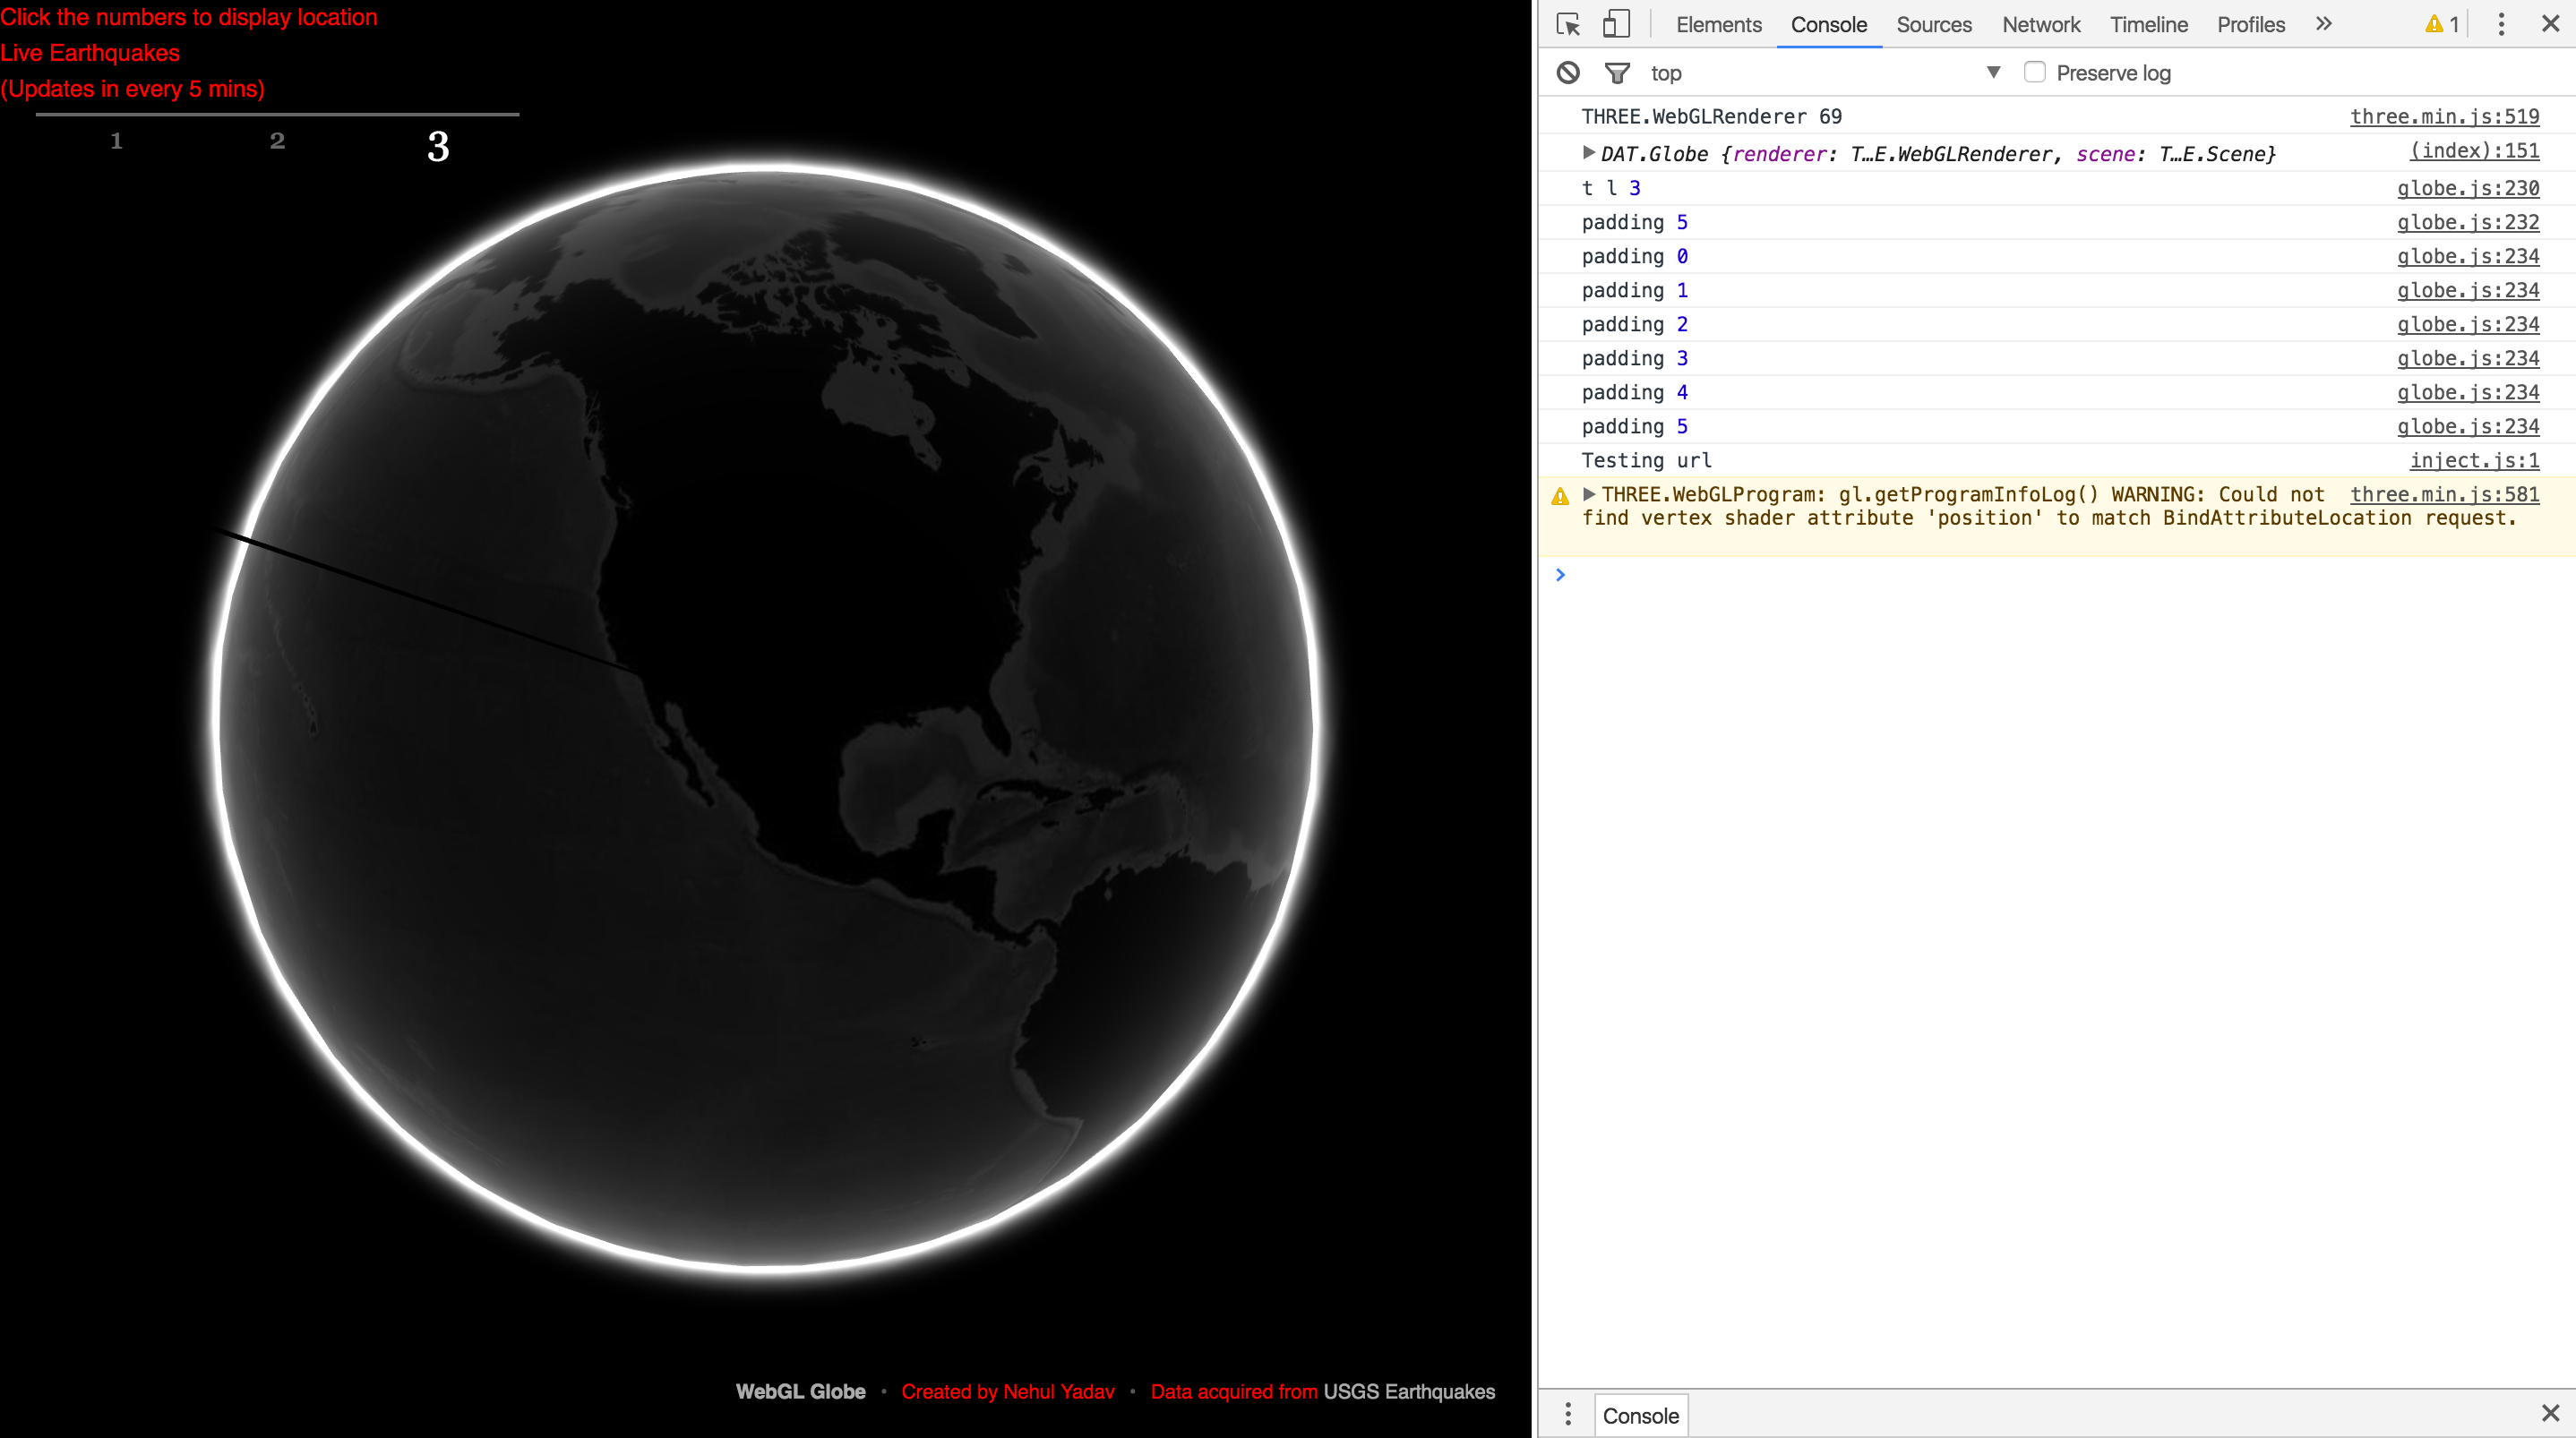 Click the numbers to display location
Live Earthquakes
(Updates in every 5 mins)
1 2 3
WebGL Globe • Created by Nehul Yadav • Data acquired from USGS Earthquakes
Elements Console Sources Network Timeline Profiles » 1
top Preserve log
THREE.WebGLRenderer 69 three.min.js:519
DAT.Globe {renderer: T…E.WebGLRenderer, scene: T…E.Scene} (index):151
t l 3 globe.js:230
padding 5 globe.js:232
padding 0 globe.js:234
padding 1 globe.js:234
padding 2 globe.js:234
padding 3 globe.js:234
padding 4 globe.js:234
padding 5 globe.js:234
Testing url inject.js:1
THREE.WebGLProgram: gl.getProgramInfoLog() WARNING: Could not three.min.js:581
find vertex shader attribute 'position' to match BindAttributeLocation request.
Console